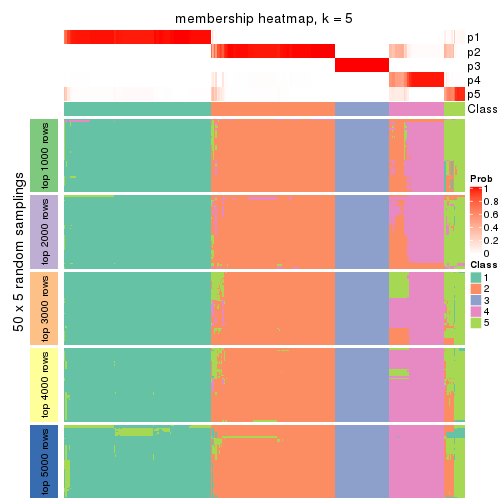 membership heatmap, k = 5
p1
p2
p3
p4
p5
Class
50 x 5 random samplings
top 1000 rows
top 2000 rows
top 3000 rows
top 4000 rows
top 5000 rows
Prob
1
0.8
0.6
0.4
0.2
0
Class
1
2
3
4
5